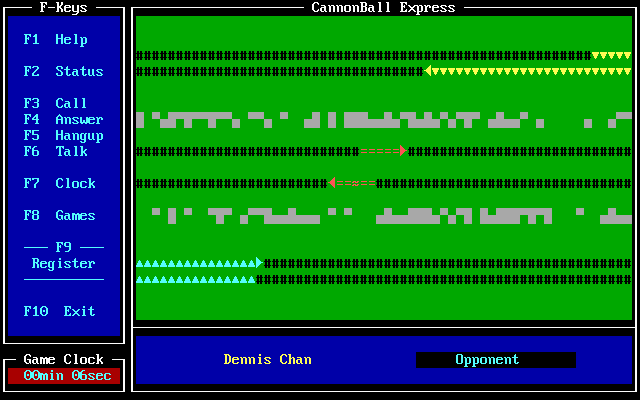 F-Keys
F1 Help
F2 Status
F3 Call
F4 Answer
F5 Hangup
F6 Talk
F7 Clock
F8 Games
F9
Register
F10 Exit
Game Clock
00min 06sec
CannonBall Express
Dennis Chan
Opponent